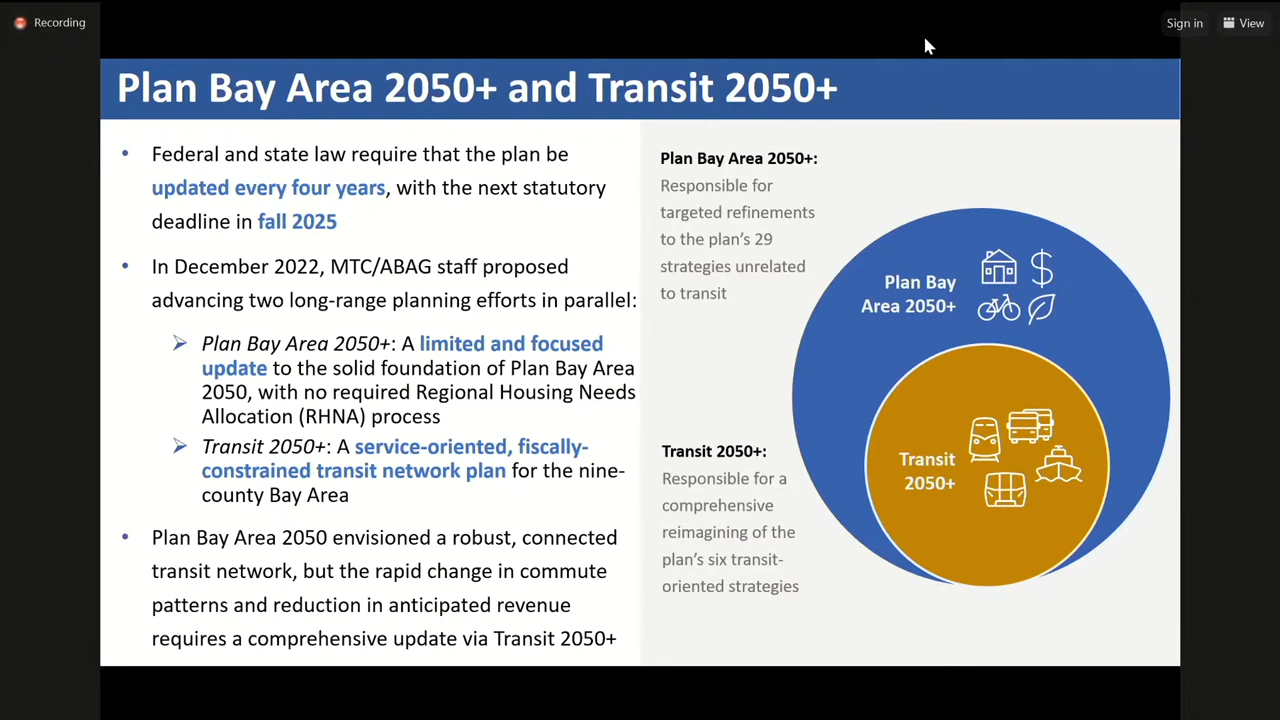 Recording
Sign in
View
Plan Bay Area 2050+ and Transit 2050+
• Federal and state law require that the plan be
updated every four years, with the next statutory
deadline in fall 2025
• In December 2022, MTC/ABAG staff proposed
advancing two long-range planning efforts in parallel:
➢ Plan Bay Area 2050+: A limited and focused
update to the solid foundation of Plan Bay Area
2050, with no required Regional Housing Needs
Allocation (RHNA) process
➢ Transit 2050+: A service-oriented, fiscally-
constrained transit network plan for the nine-
county Bay Area
• Plan Bay Area 2050 envisioned a robust, connected
transit network, but the rapid change in commute
patterns and reduction in anticipated revenue
requires a comprehensive update via Transit 2050+
Plan Bay Area 2050+:
Responsible for
targeted refinements
to the plan's 29
strategies unrelated
to transit
Transit 2050+:
Responsible for a
comprehensive
reimagining of the
plan's six transit-
oriented strategies
Plan Bay
Area 2050+
$
Transit
2050+